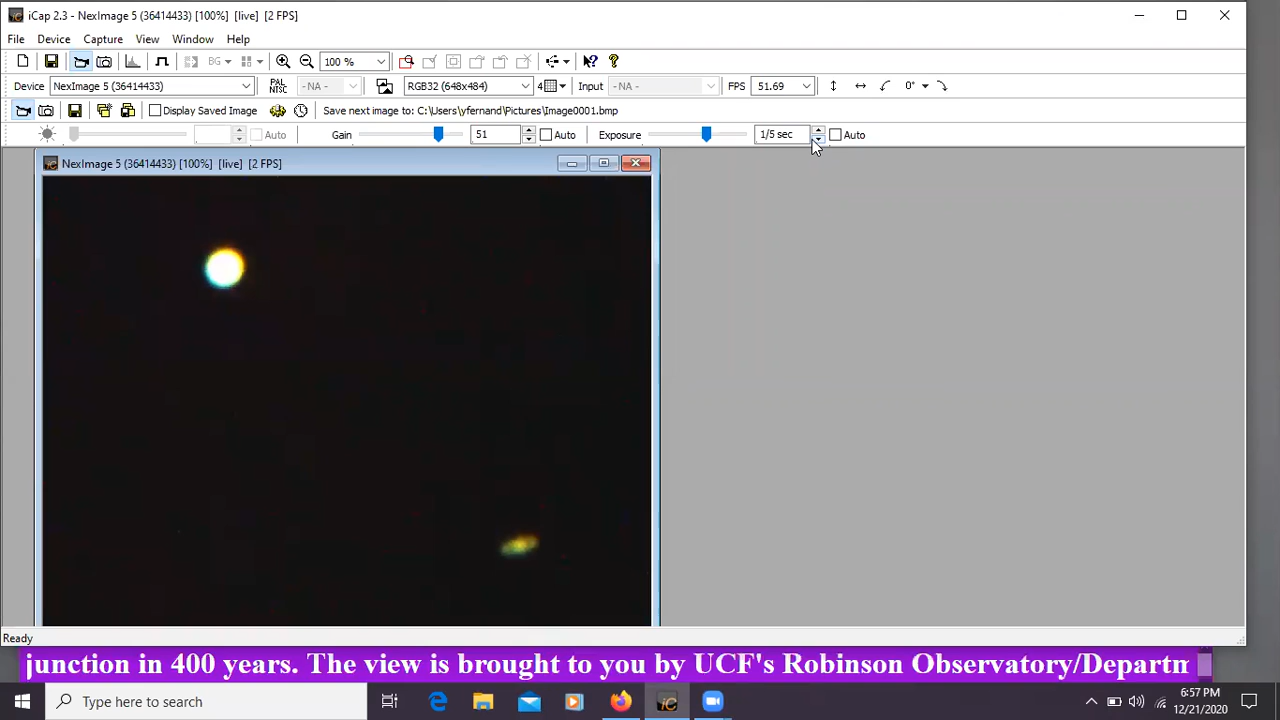 iCap 2.3 - NexImage 5 (36414433) [100%] [live] [2 FPS]
File Device Capture View Window Help
BG 100 %
Device NexImage 5 (36414433) PAL NTSC - NA - RGB32 (648x484) 4 Input - NA - FPS 51.69 0°
Display Saved Image Save next image to: C:\Users\yfernand\Pictures\Image0001.bmp
Auto Gain 51 Auto Exposure 1/5 sec Auto
iC NexImage 5 (36414433) [100%] [live] [2 FPS]
Ready
junction in 400 years. The view is brought to you by UCF's Robinson Observatory/Departm
Type here to search iC 6:57 PM
12/21/2020